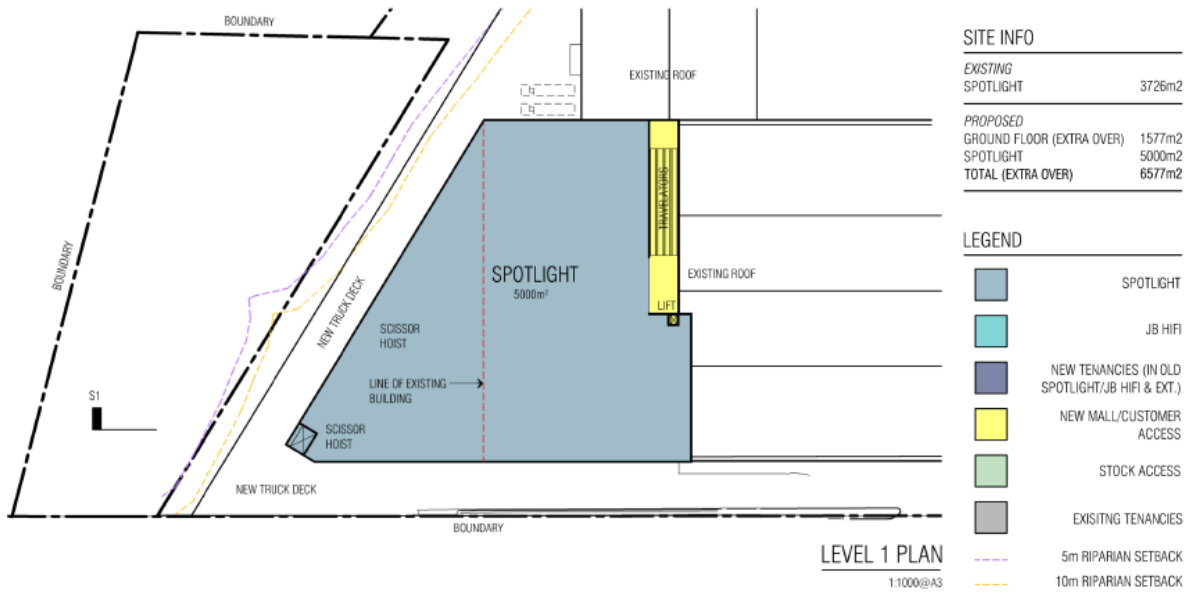 BOUNDARY
EXISTING ROOF
TRAVELATORS
BOUNDARY
SPOTLIGHT
5000m²
EXISTING ROOF
LIFT
NEW TRUCK DECK
SCISSOR
HOIST
LINE OF EXISTING
BUILDING
S1
SCISSOR
HOIST
NEW TRUCK DECK
BOUNDARY
LEVEL 1 PLAN
1:1000@A3
SITE INFO
EXISTING
SPOTLIGHT 3726m2
PROPOSED
GROUND FLOOR (EXTRA OVER) 1577m2
SPOTLIGHT 5000m2
TOTAL (EXTRA OVER) 6577m2
LEGEND
SPOTLIGHT
JB HIFI
NEW TENANCIES (IN OLD
SPOTLIGHT/JB HIFI & EXT.)
NEW MALL/CUSTOMER
ACCESS
STOCK ACCESS
EXISITNG TENANCIES
5m RIPARIAN SETBACK
10m RIPARIAN SETBACK